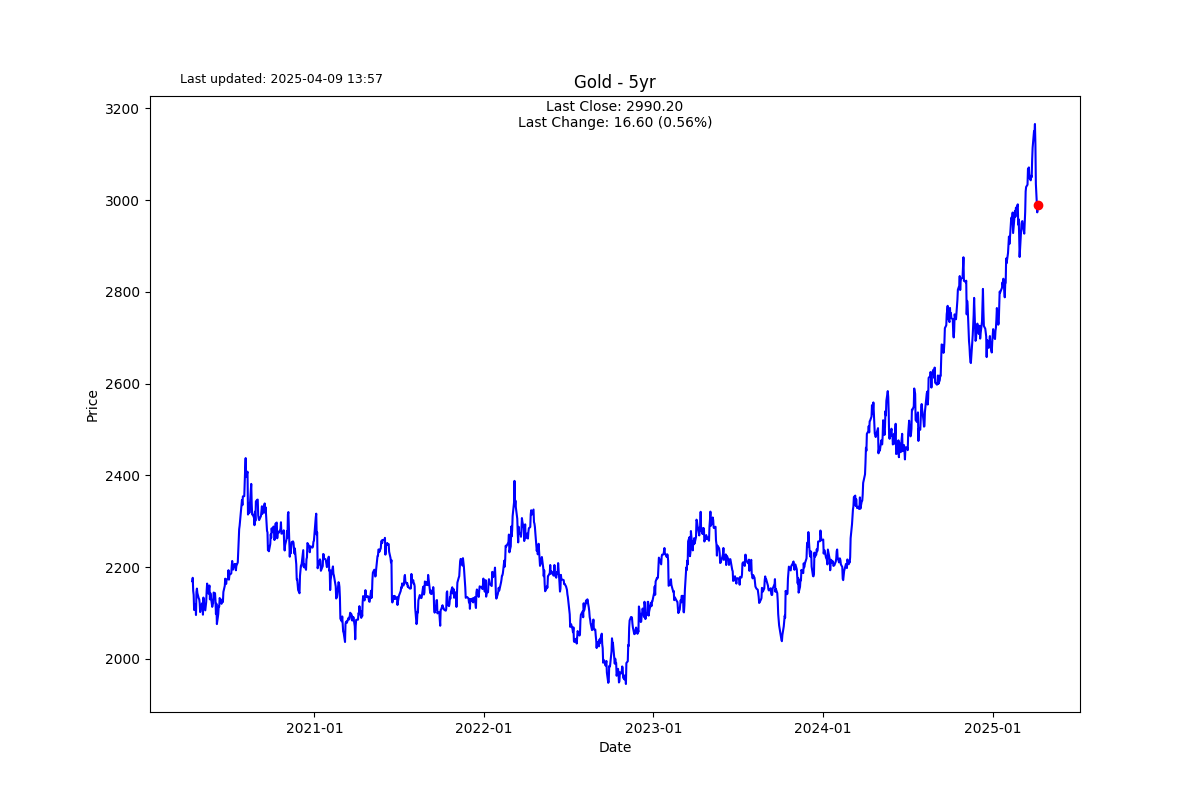 Last updated: 2025-04-09 13:57
Gold - 5yr
Last Close: 2990.20
Last Change: 16.60 (0.56%)
3200
3000
2800
2600
2400
2200
2000
Price
2021-01
2022-01
2023-01
2024-01
2025-01
Date